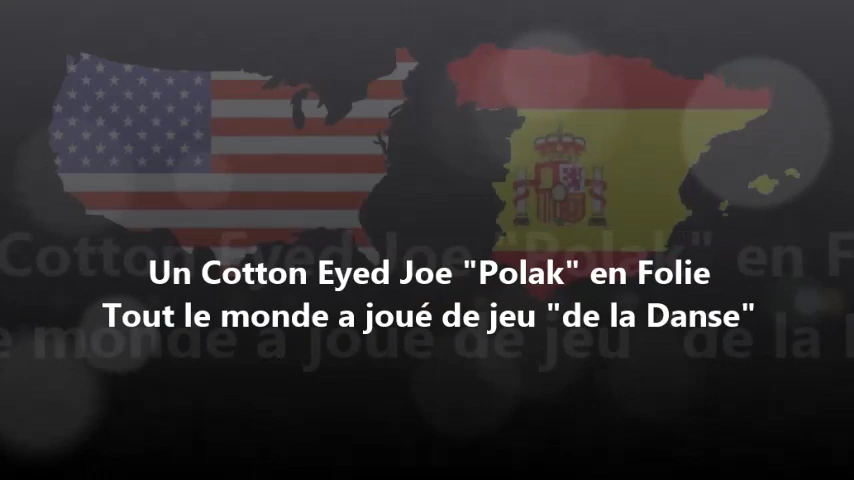 Un Cotton Eyed Joe "Polak" en Folie
Tout le monde a joué de jeu "de la Danse"